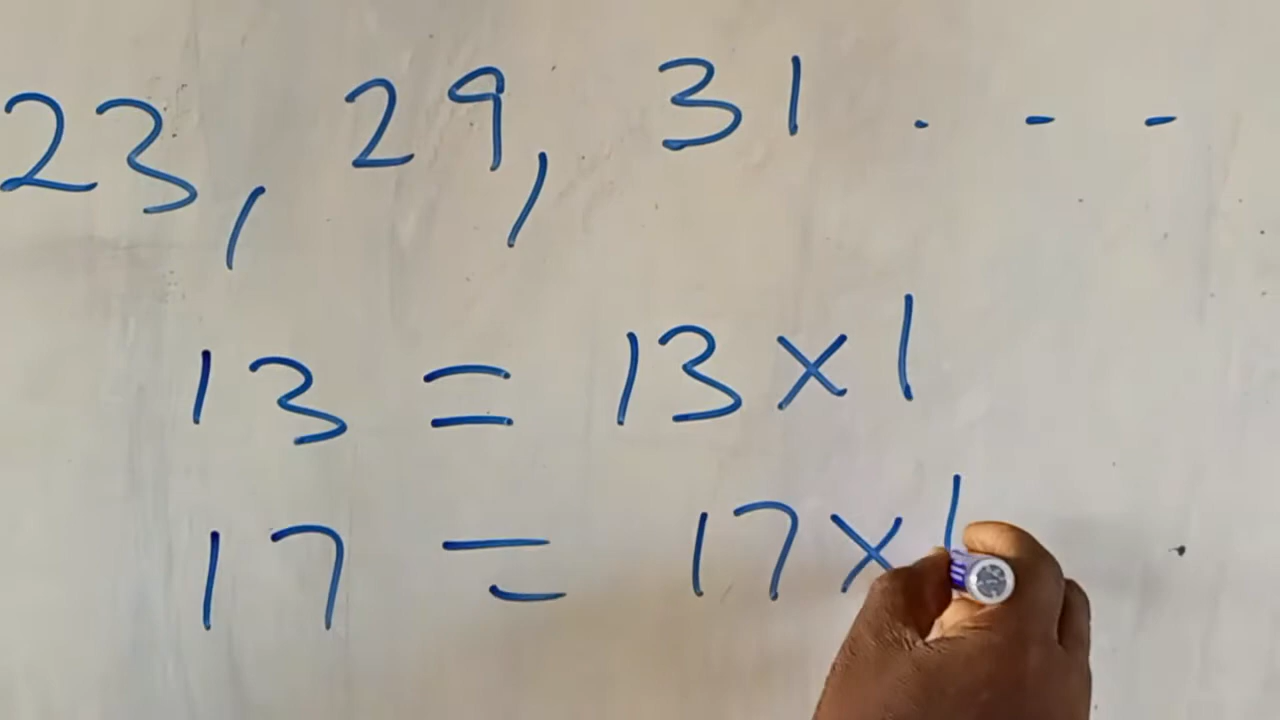 23, 29, 31 . - -
13 = 13 x 1
17 = 17 x 1